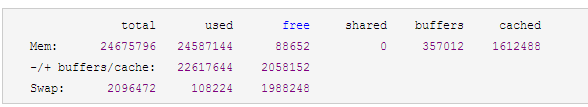 total used free shared buffers cached
Mem: 24675796 24587144 88652 0 357012 1612488
-/+ buffers/cache: 22617644 2058152
Swap: 2096472 108224 1988248